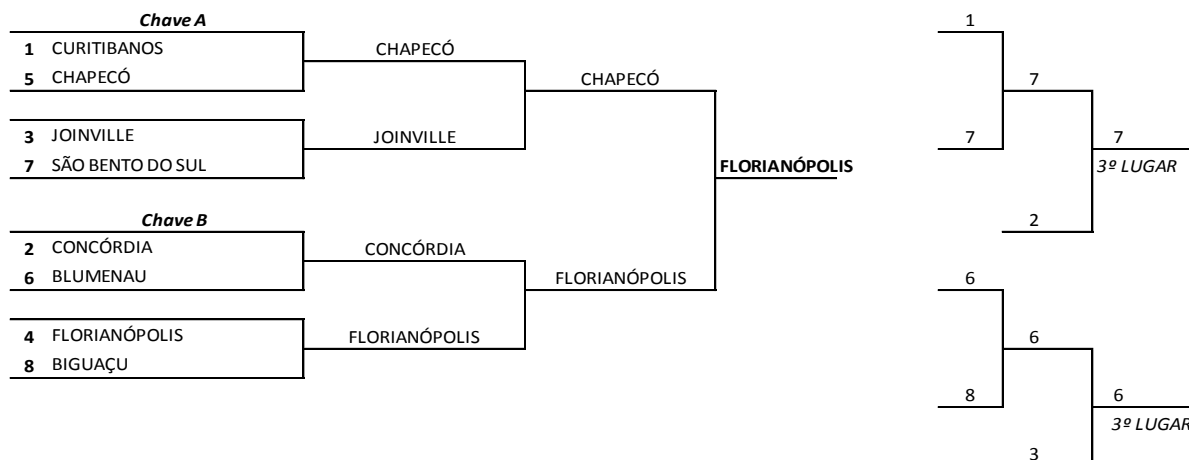 Chave A
1 CURITIBANOS
5 CHAPECÓ
CHAPECÓ
3 JOINVILLE
7 SÃO BENTO DO SUL
JOINVILLE
CHAPECÓ
Chave B
2 CONCÓRDIA
6 BLUMENAU
CONCÓRDIA
4 FLORIANÓPOLIS
8 BIGUAÇU
FLORIANÓPOLIS
FLORIANÓPOLIS
FLORIANÓPOLIS
1
7
7
2
7
3º LUGAR
6
8
6
3
6
3º LUGAR